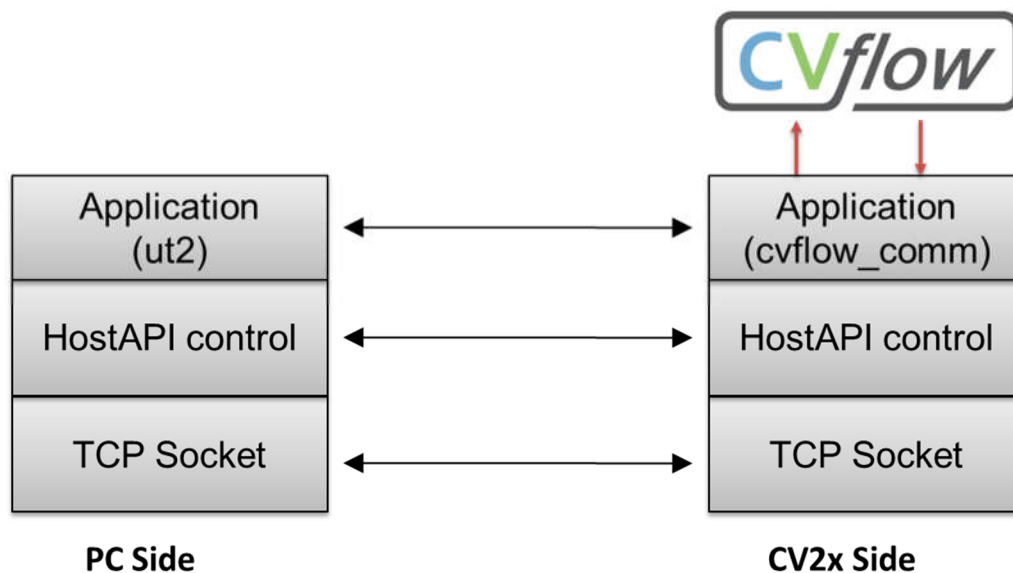 CVflow
Application
(ut2)
Application
(cvflow_comm)
HostAPI control
HostAPI control
TCP Socket
TCP Socket
PC Side
CV2x Side